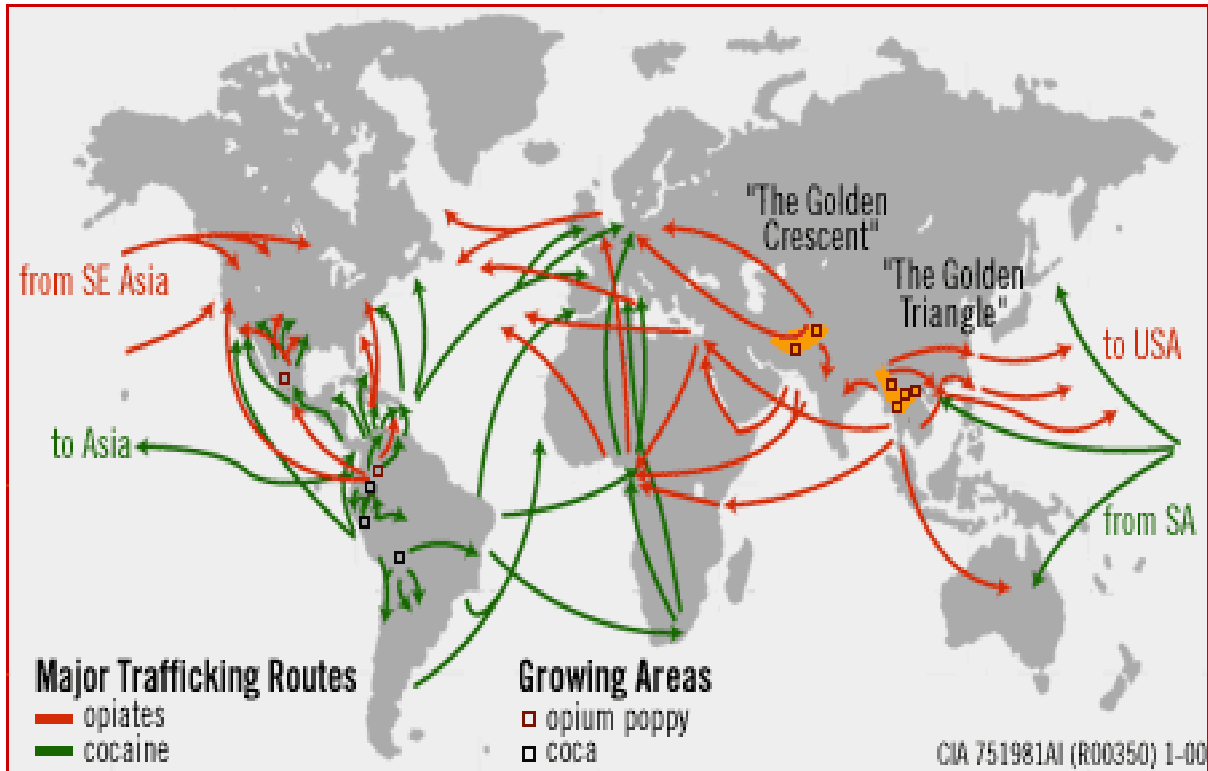 "The Golden
Crescent"
"The Golden
Triangle"
from SE Asia
to USA
to Asia
from SA
Major Trafficking Routes
opiates
cocaine
Growing Areas
opium poppy
coca
CIA 751981AI (R00350) 1-00